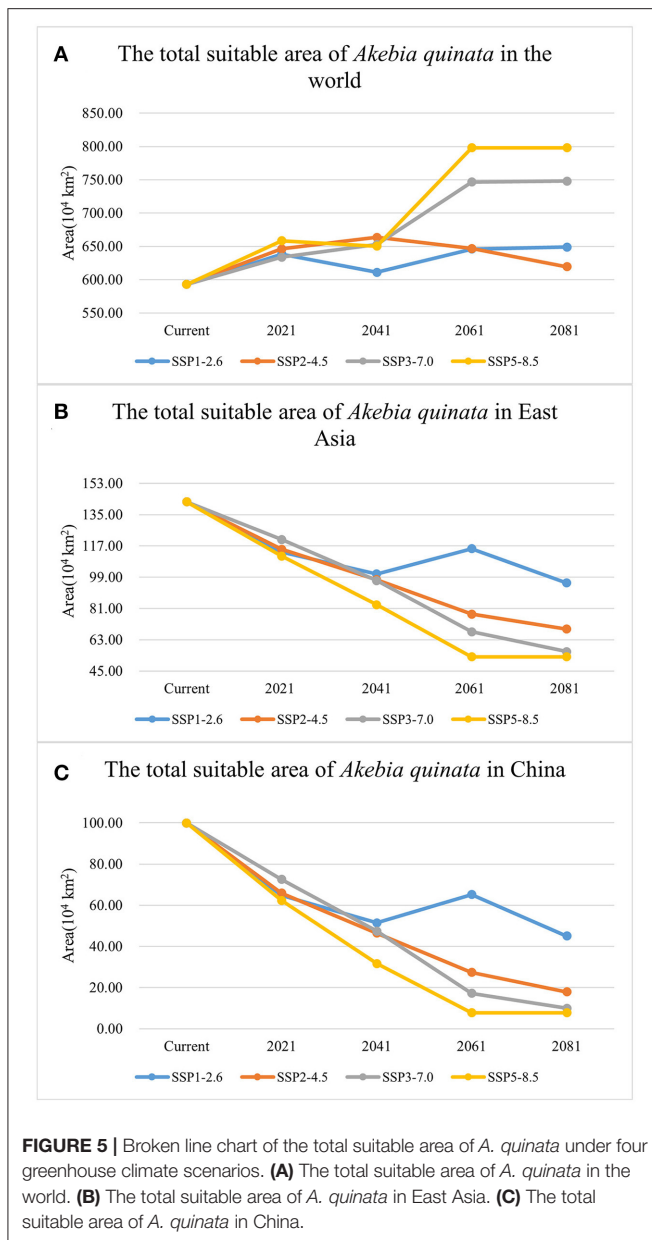 A The total suitable area of Akebia quinata in the
world
Area(10⁴ km²)
850.00
800.00
750.00
700.00
650.00
600.00
550.00
Current 2021 2041 2061 2081
SSP1-2.6 SSP2-4.5 SSP3-7.0 SSP5-8.5
B The total suitable area of Akebia quinata in East
Asia
Area(10⁴ km²)
153.00
135.00
117.00
99.00
81.00
63.00
45.00
Current 2021 2041 2061 2081
SSP1-2.6 SSP2-4.5 SSP3-7.0 SSP5-8.5
C The total suitable area of Akebia quinata in China
Area(10⁴ km²)
100.00
80.00
60.00
40.00
20.00
0.00
Current 2021 2041 2061 2081
SSP1-2.6 SSP2-4.5 SSP3-7.0 SSP5-8.5
FIGURE 5 | Broken line chart of the total suitable area of A. quinata under four
greenhouse climate scenarios. (A) The total suitable area of A. quinata in the
world. (B) The total suitable area of A. quinata in East Asia. (C) The total
suitable area of A. quinata in China.